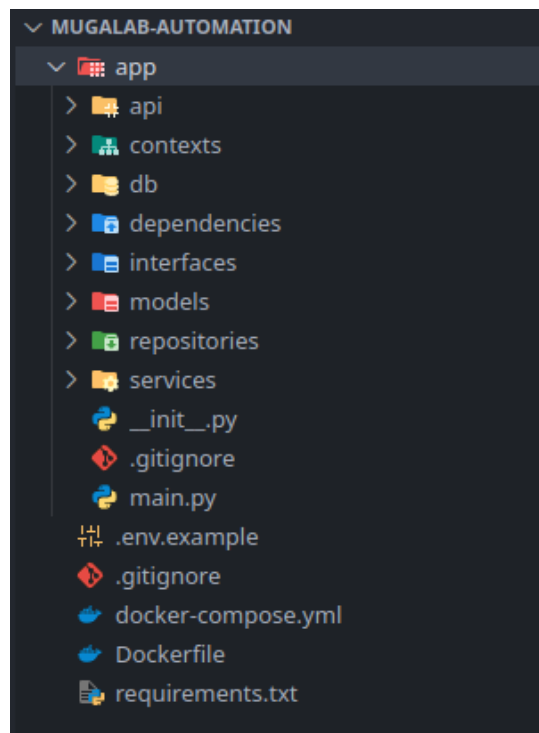 MUGALAB-AUTOMATION
app
api
contexts
db
dependencies
interfaces
models
repositories
services
__init__.py
.gitignore
main.py
.env.example
.gitignore
docker-compose.yml
Dockerfile
requirements.txt